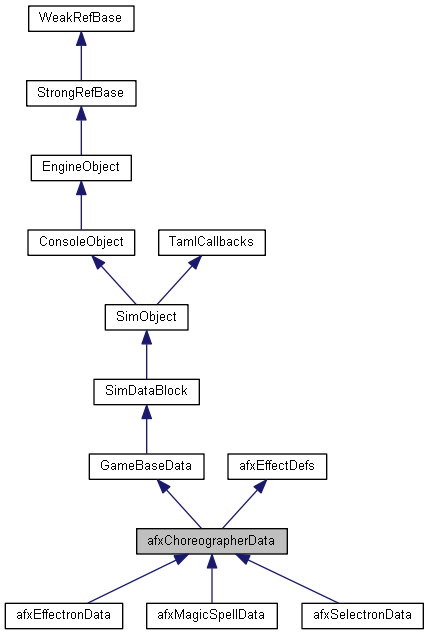 WeakRefBase
StrongRefBase
EngineObject
ConsoleObject
TamlCallbacks
SimObject
SimDataBlock
GameBaseData
afxEffectDefs
afxChoreographerData
afxEffectronData
afxMagicSpellData
afxSelectronData